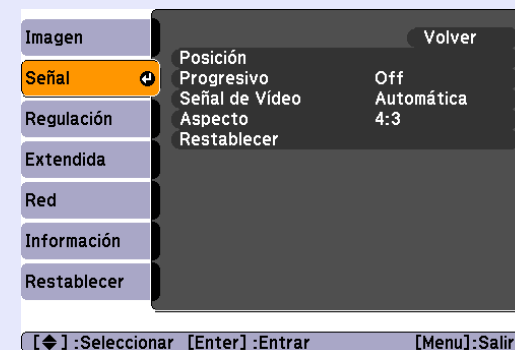 Imagen
Señal
Regulación
Extendida
Red
Información
Restablecer
Volver
Posición
Progresivo Off
Señal de Vídeo Automática
Aspecto 4:3
Restablecer
[◆] :Seleccionar [Enter] :Entrar [Menu]:Salir